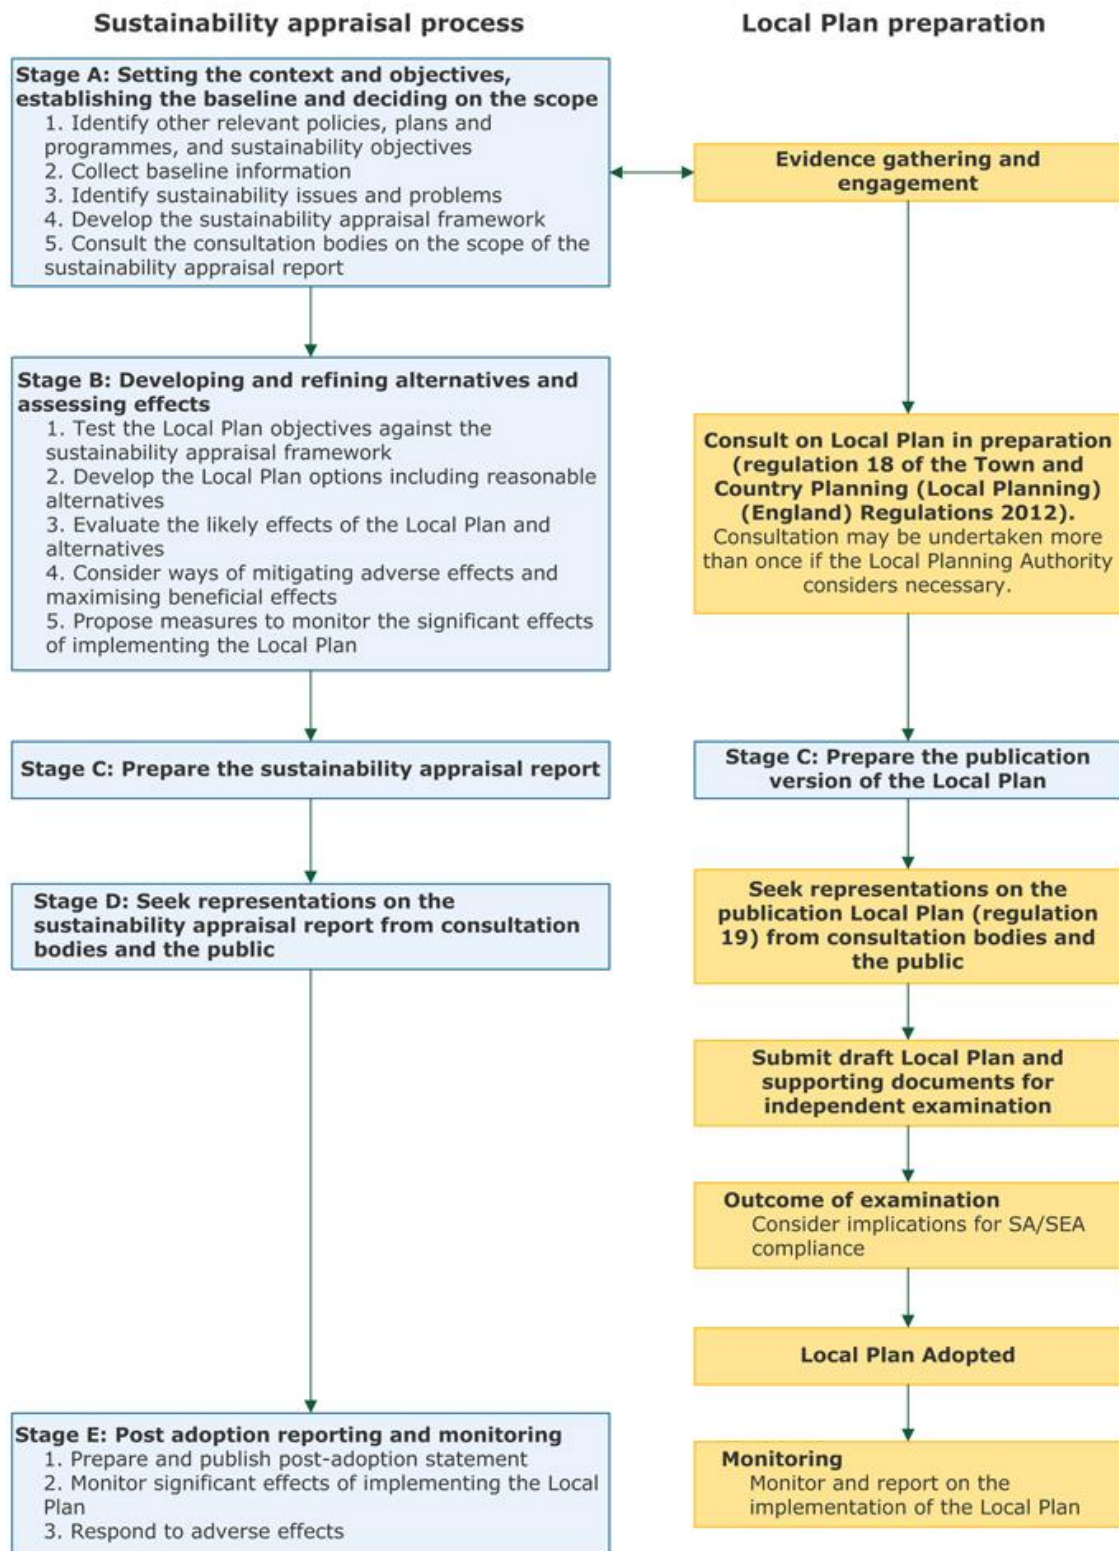 Sustainability appraisal process
Local Plan preparation
Stage A: Setting the context and objectives,
establishing the baseline and deciding on the scope
1. Identify other relevant policies, plans and
programmes, and sustainability objectives
2. Collect baseline information
3. Identify sustainability issues and problems
4. Develop the sustainability appraisal framework
5. Consult the consultation bodies on the scope of the
sustainability appraisal report
Evidence gathering and
engagement
Stage B: Developing and refining alternatives and
assessing effects
1. Test the Local Plan objectives against the
sustainability appraisal framework
2. Develop the Local Plan options including reasonable
alternatives
3. Evaluate the likely effects of the Local Plan and
alternatives
4. Consider ways of mitigating adverse effects and
maximising beneficial effects
5. Propose measures to monitor the significant effects
of implementing the Local Plan
Consult on Local Plan in preparation
(regulation 18 of the Town and
Country Planning (Local Planning)
(England) Regulations 2012).
Consultation may be undertaken more
than once if the Local Planning Authority
considers necessary.
Stage C: Prepare the sustainability appraisal report
Stage C: Prepare the publication
version of the Local Plan
Stage D: Seek representations on the
sustainability appraisal report from consultation
bodies and the public
Seek representations on the
publication Local Plan (regulation
19) from consultation bodies and
the public
Submit draft Local Plan and
supporting documents for
independent examination
Outcome of examination
Consider implications for SA/SEA
compliance
Local Plan Adopted
Stage E: Post adoption reporting and monitoring
1. Prepare and publish post-adoption statement
2. Monitor significant effects of implementing the Local
Plan
3. Respond to adverse effects
Monitoring
Monitor and report on the
implementation of the Local Plan